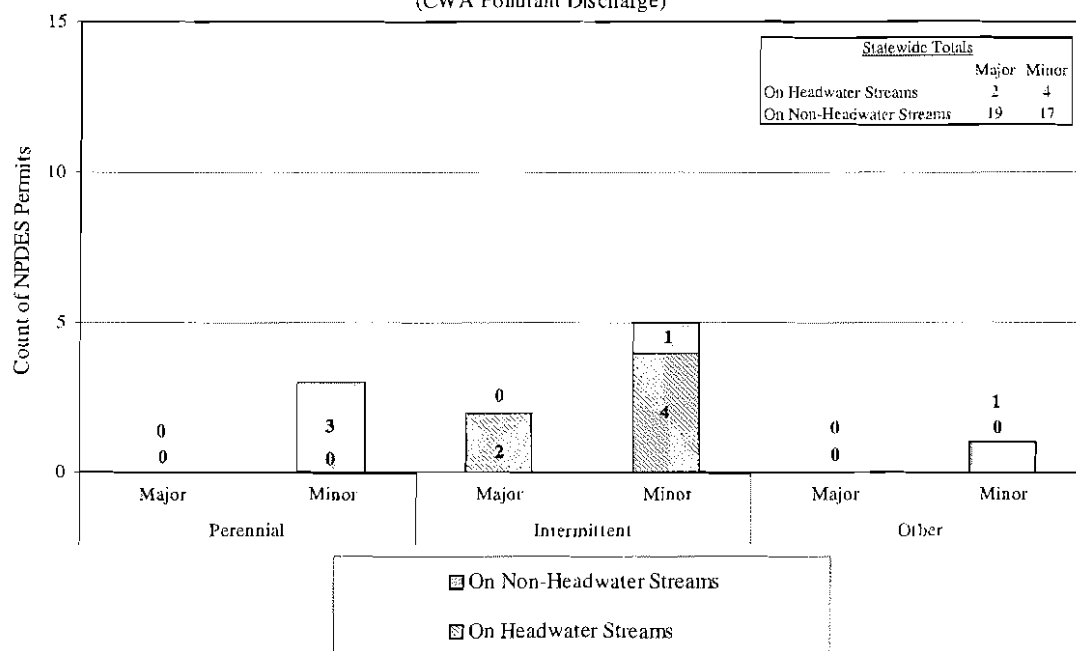 (CWA Pollutant Discharge)
15
Statewide Totals
Major Minor
On Headwater Streams 2 4
On Non-Headwater Streams 19 17
Count of NPDES Permits
10
5
0
0
0
3
0
0
2
1
4
0
0
1
0
Major
Minor
Major
Minor
Major
Minor
Perennial
Intermittent
Other
On Non-Headwater Streams
On Headwater Streams